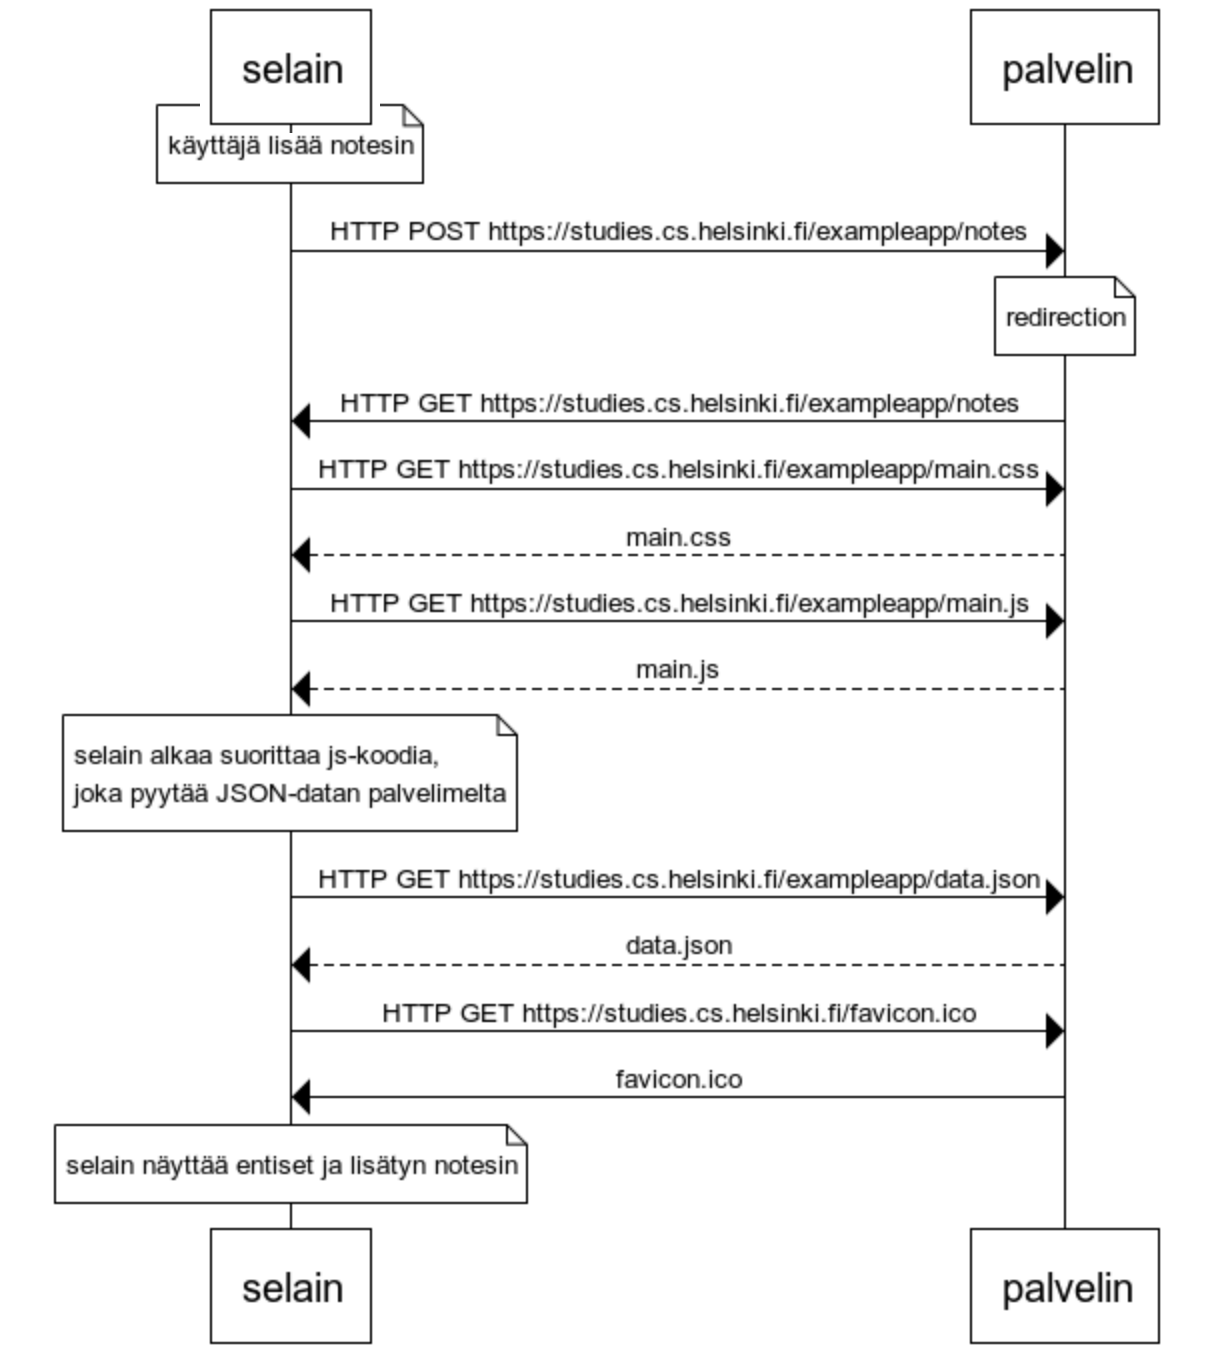 selain
palvelin
käyttäjä lisää notesin
HTTP POST https://studies.cs.helsinki.fi/exampleapp/notes
redirection
HTTP GET https://studies.cs.helsinki.fi/exampleapp/notes
HTTP GET https://studies.cs.helsinki.fi/exampleapp/main.css
main.css
HTTP GET https://studies.cs.helsinki.fi/exampleapp/main.js
main.js
selain alkaa suorittaa js-koodia,
joka pyytää JSON-datan palvelimelta
HTTP GET https://studies.cs.helsinki.fi/exampleapp/data.json
data.json
HTTP GET https://studies.cs.helsinki.fi/favicon.ico
favicon.ico
selain näyttää entiset ja lisätyn notesin
selain
palvelin